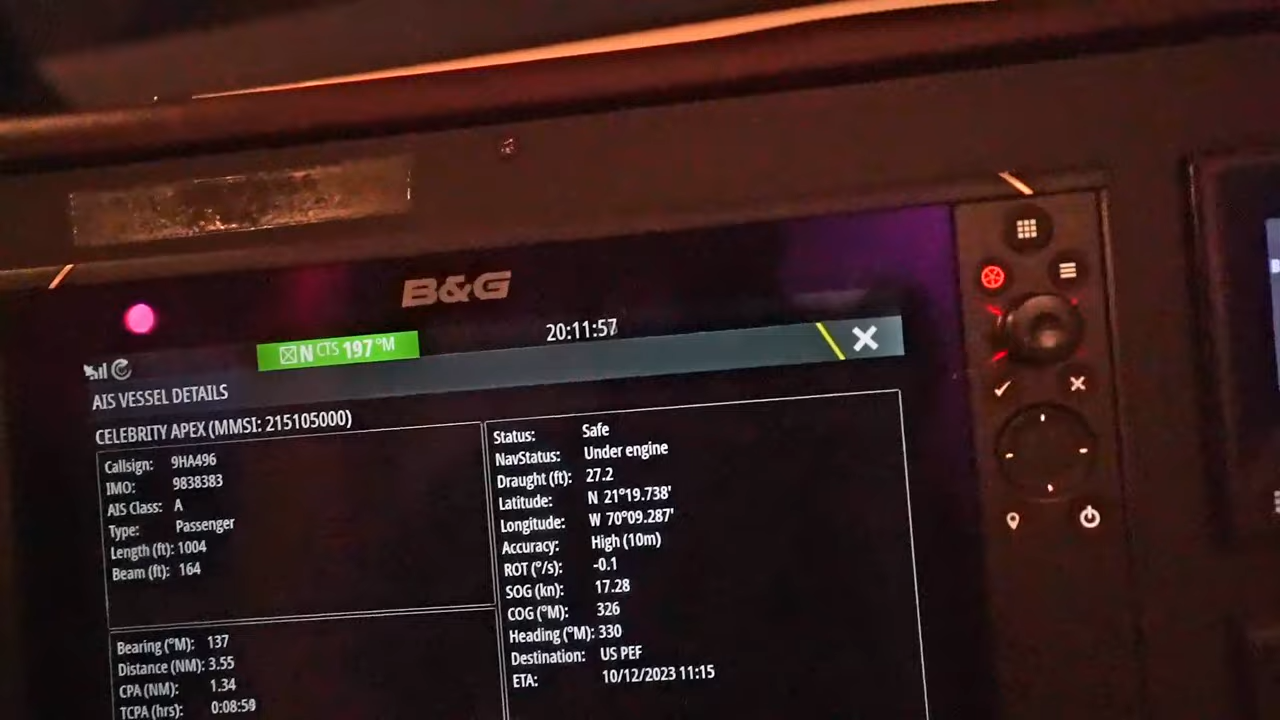 B&G
N CTS 197 °M
20:11:57
AIS VESSEL DETAILS
CELEBRITY APEX (MMSI: 215105000)
Callsign: 9HA496
IMO: 9838383
AIS Class: A
Type: Passenger
Length (ft): 1004
Beam (ft): 164
Bearing (°M): 137
Distance (NM): 3.55
CPA (NM): 1.34
TCPA (hrs): 0:08:59
Status: Safe
NavStatus: Under engine
Draught (ft): 27.2
Latitude: N 21°19.738'
Longitude: W 70°09.287'
Accuracy: High (10m)
ROT (°/s): -0.1
SOG (kn): 17.28
COG (°M): 326
Heading (°M): 330
Destination: US PEF
ETA: 10/12/2023 11:15